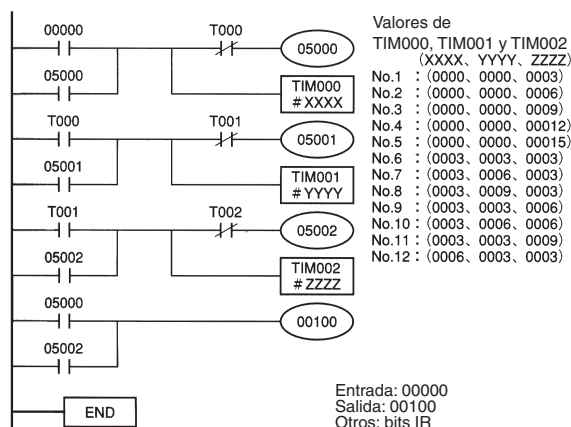 00000
T000
05000
05000
TIM000
# XXXX
T000
T001
05001
05001
TIM001
# YYYY
T001
T002
05002
05002
TIM002
# ZZZZ
05000
00100
05002
END
Valores de
TIM000, TIM001 y TIM002
(XXXX、YYYY、ZZZZ)
No.1 :(0000、0000、0003)
No.2 :(0000、0000、0006)
No.3 :(0000、0000、0009)
No.4 :(0000、0000、00012)
No.5 :(0000、0000、00015)
No.6 :(0003、0003、0003)
No.7 :(0003、0006、0003)
No.8 :(0003、0009、0003)
No.9 :(0003、0003、0006)
No.10 :(0003、0006、0006)
No.11 :(0003、0003、0009)
No.12 :(0006、0003、0003)
Entrada: 00000
Salida: 00100
Otros: bits IR